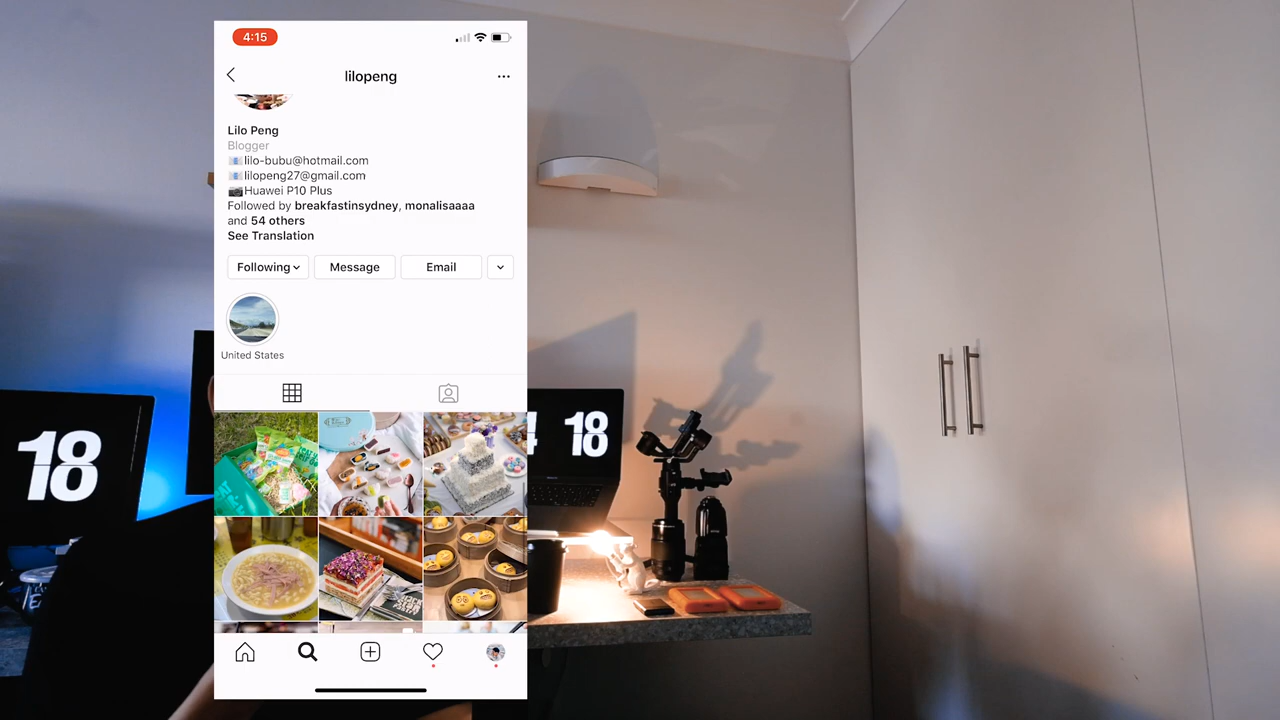 4:15
lilopeng
Lilo Peng
Blogger
lilo-bubu@hotmail.com
lilopeng27@gmail.com
Huawei P10 Plus
Followed by breakfastinsydney, monalisaaaa
and 54 others
See Translation
Following
Message
Email
United States
18
18